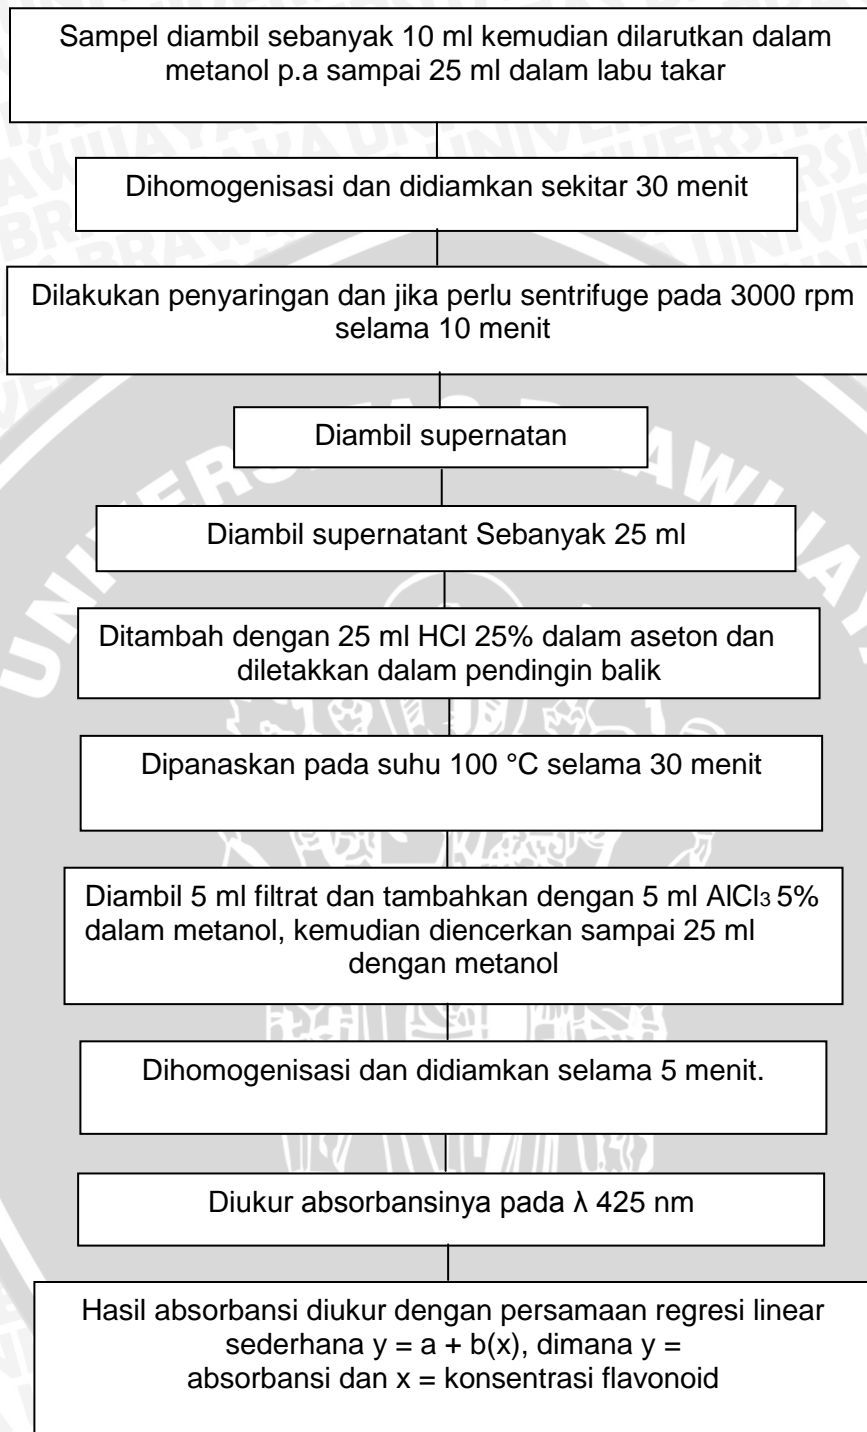 Sampel diambil sebanyak 10 ml kemudian dilarutkan dalam
metanol p.a sampai 25 ml dalam labu takar
Dihomogenisasi dan didiamkan sekitar 30 menit
Dilakukan penyaringan dan jika perlu sentrifuge pada 3000 rpm
selama 10 menit
Diambil supernatan
Diambil supernatant Sebanyak 25 ml
Ditambah dengan 25 ml HCl 25% dalam aseton dan
diletakkan dalam pendingin balik
Dipanaskan pada suhu 100 °C selama 30 menit
Diambil 5 ml filtrat dan tambahkan dengan 5 ml AlCl₃ 5%
dalam metanol, kemudian diencerkan sampai 25 ml
dengan metanol
Dihomogenisasi dan didiamkan selama 5 menit.
Diukur absorbansinya pada λ 425 nm
Hasil absorbansi diukur dengan persamaan regresi linear
sederhana y = a + b(x), dimana y =
absorbansi dan x = konsentrasi flavonoid